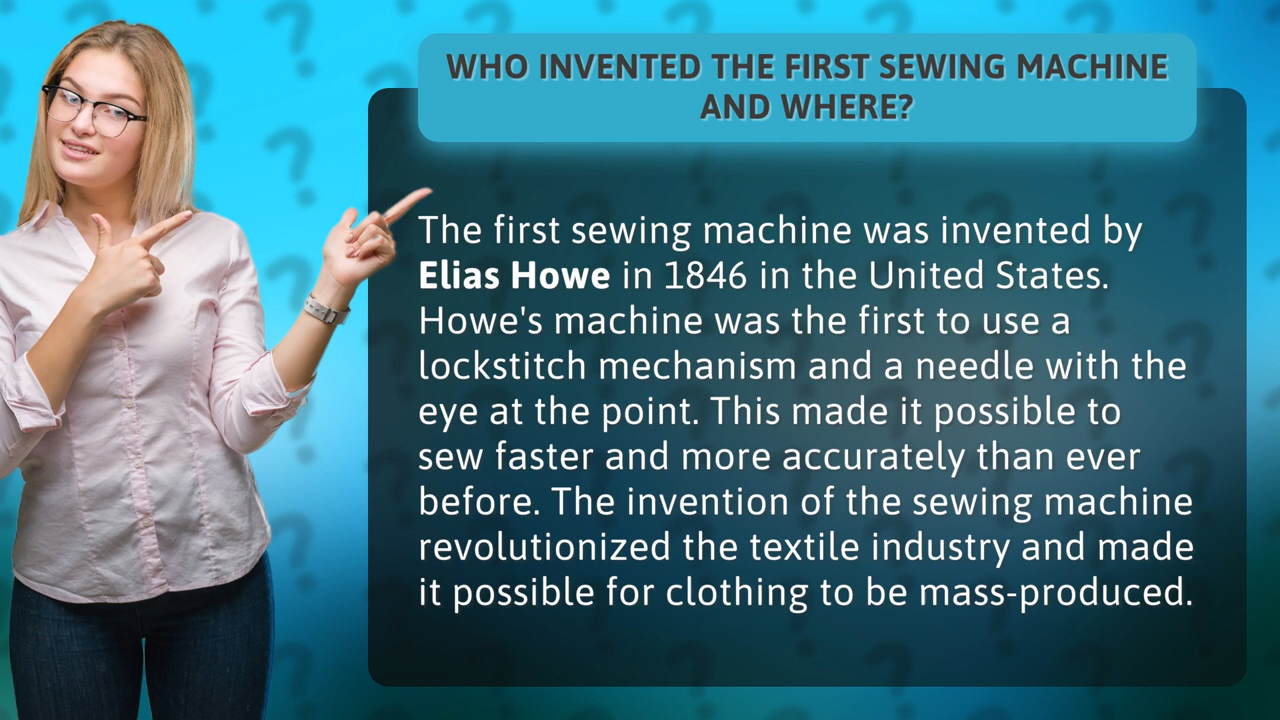 WHO INVENTED THE FIRST SEWING MACHINE
AND WHERE?
The first sewing machine was invented by
Elias Howe in 1846 in the United States.
Howe's machine was the first to use a
lockstitch mechanism and a needle with the
eye at the point. This made it possible to
sew faster and more accurately than ever
before. The invention of the sewing machine
revolutionized the textile industry and made
it possible for clothing to be mass-produced.